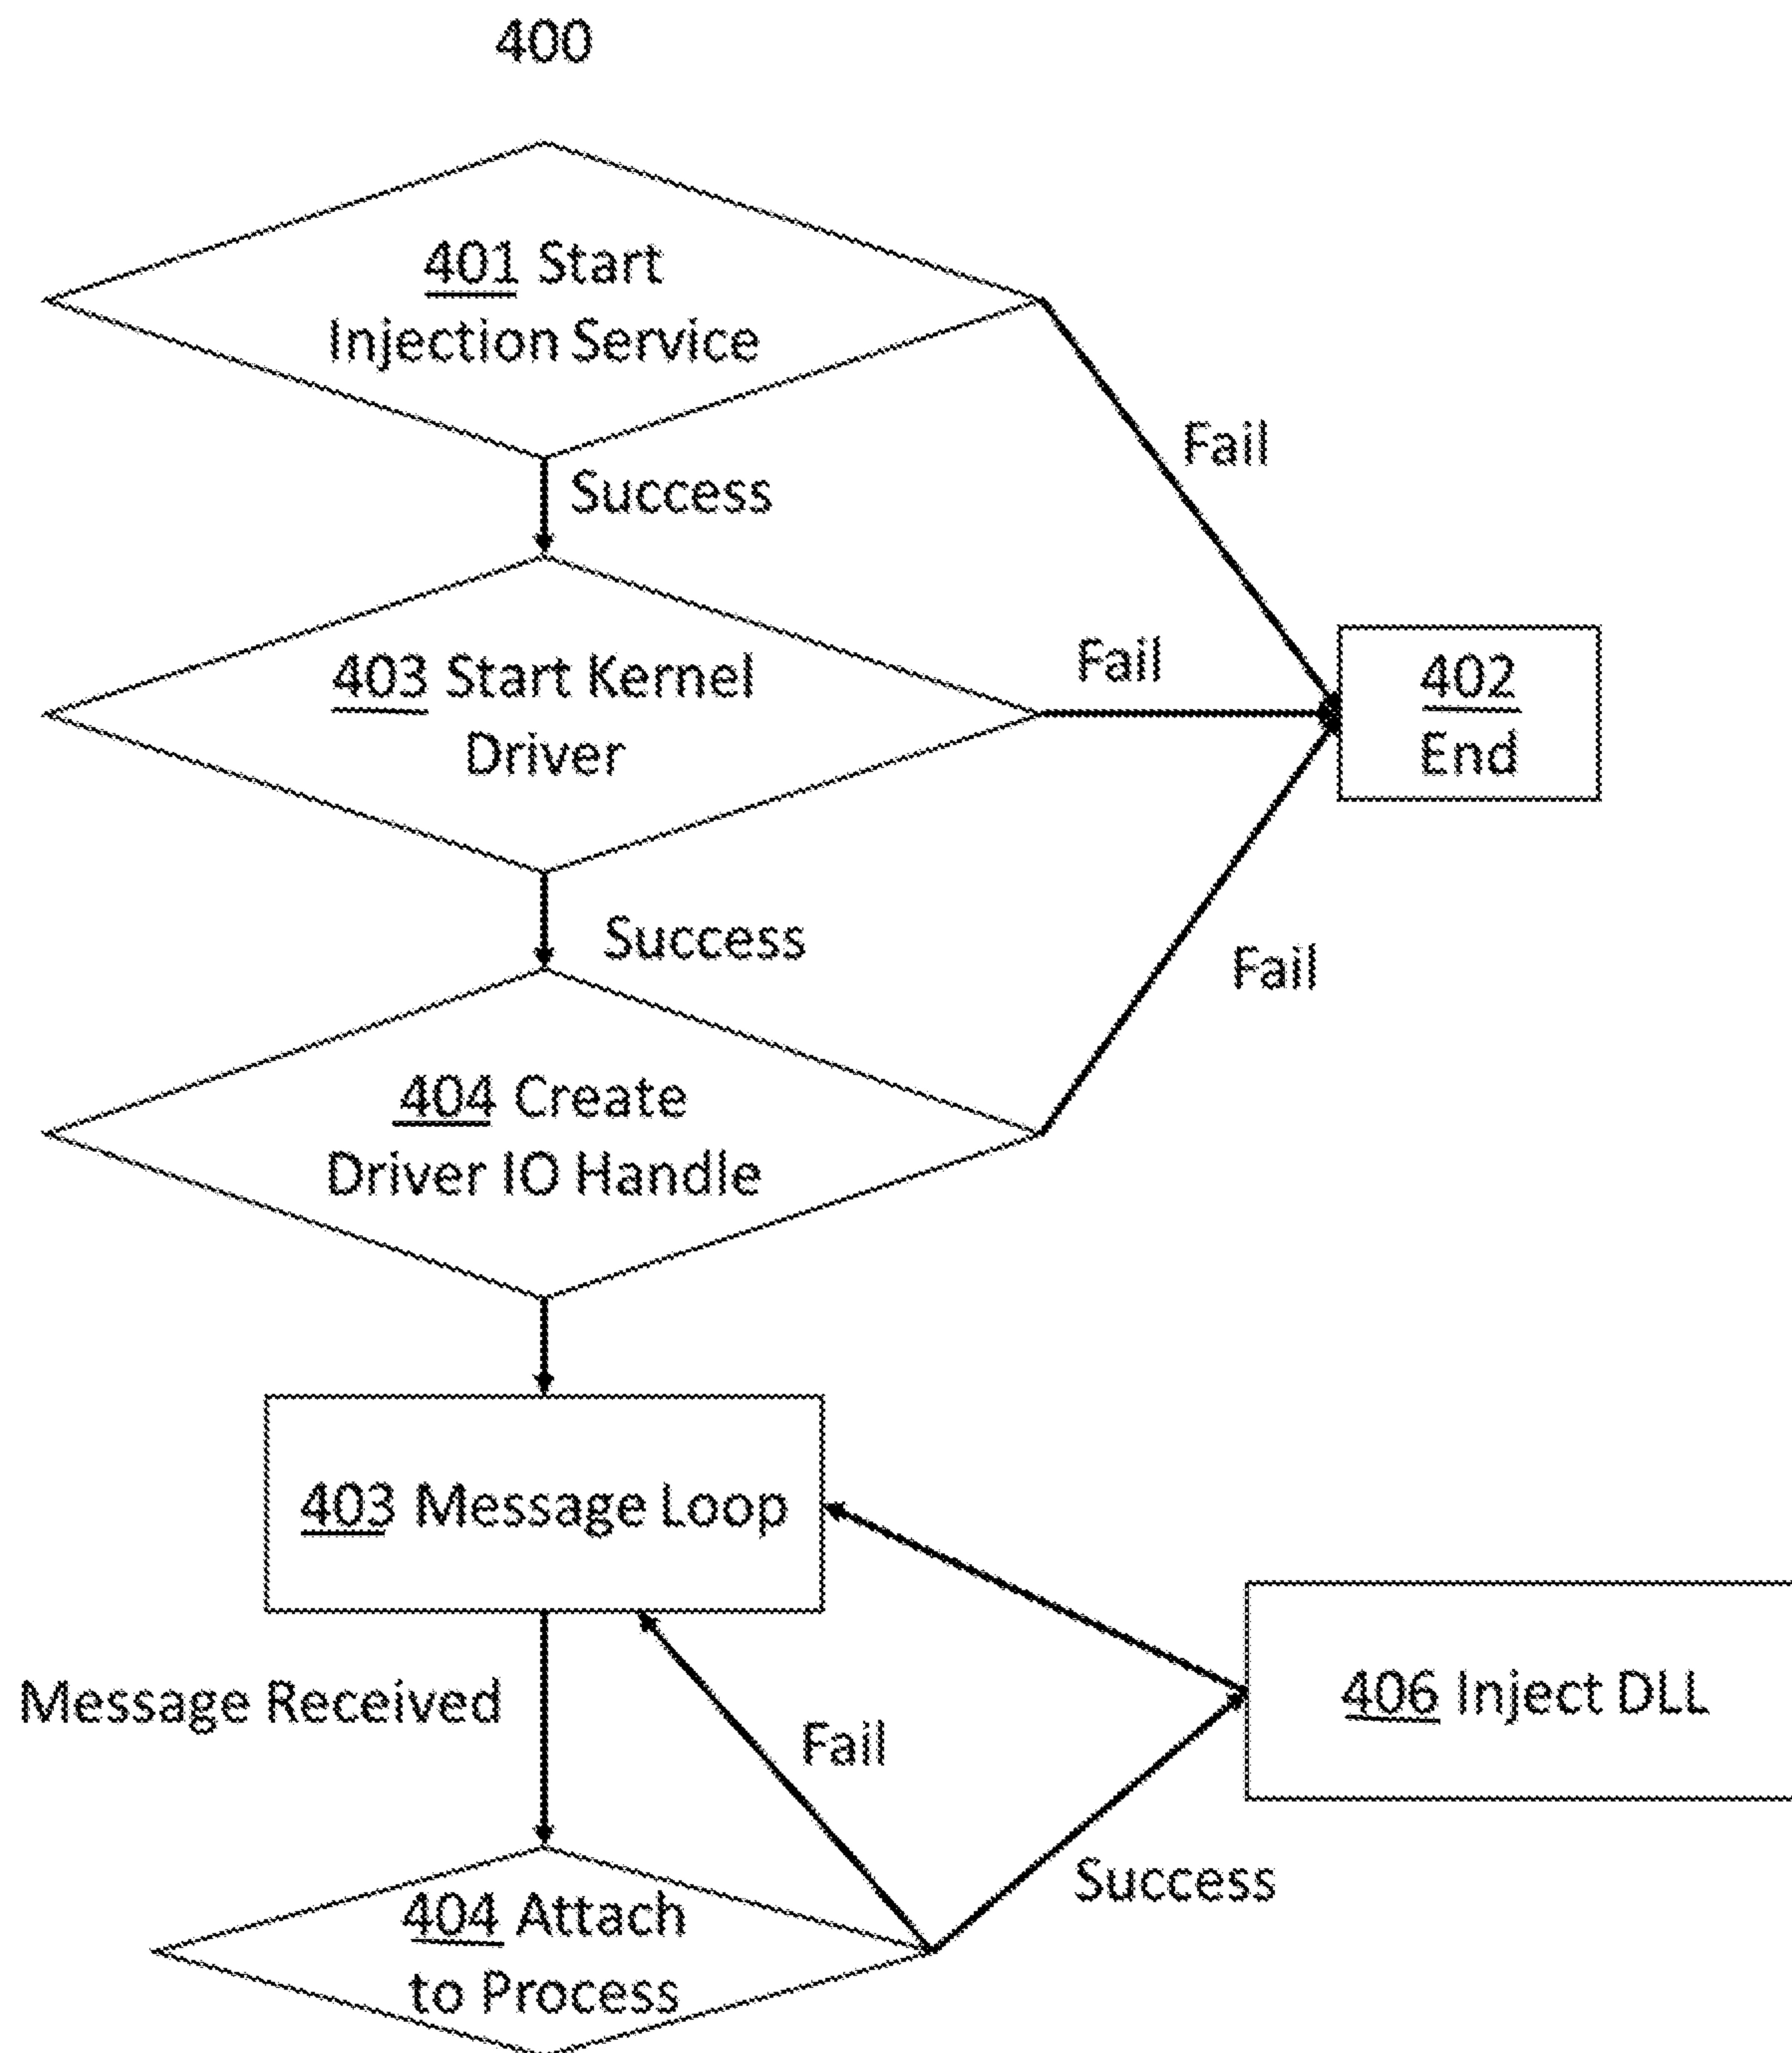 400
401 Start
Injection Service
Fail
Success
403 Start Kernel
Driver
Fail
402
End
Success
Fail
404 Create
Driver IO Handle
403 Message Loop
Message Received
Fail
406 Inject DLL
Success
404 Attach
to Process